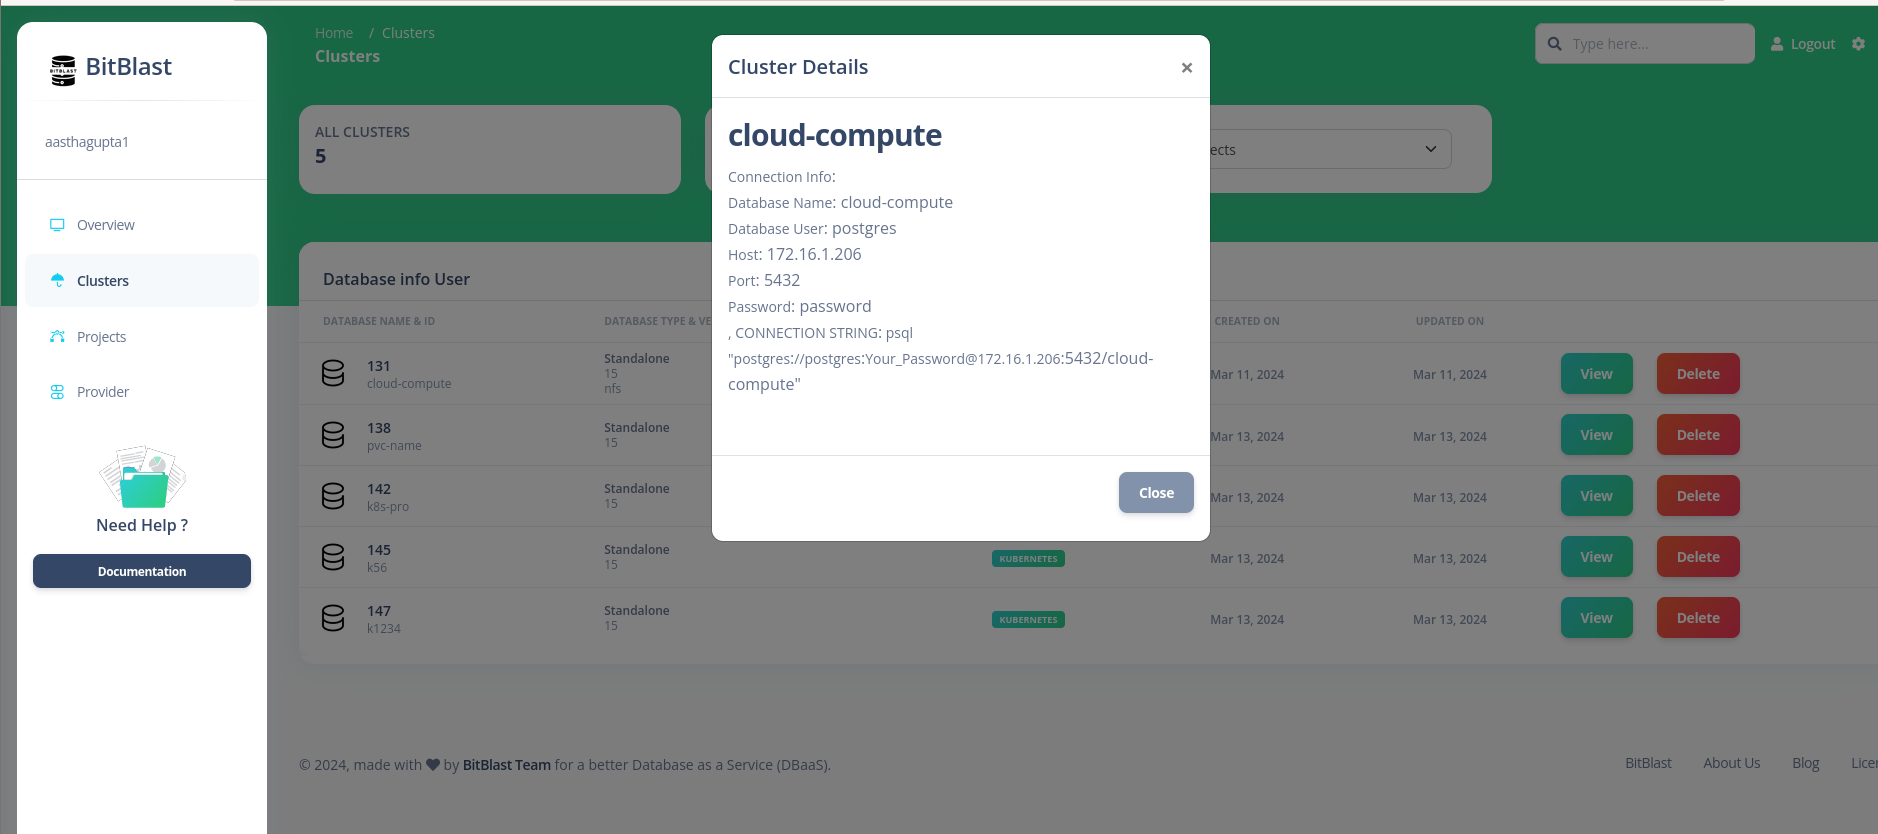 BitBlast
BITBLAST
aasthagupta1
Overview
Clusters
Projects
Provider
Need Help ?
Documentation
Home / Clusters
Clusters
Type here...
Logout
ALL CLUSTERS
5
ects
Database info User
DATABASE NAME & ID DATABASE TYPE & VE CREATED ON UPDATED ON
131
cloud-compute
Standalone
15
nfs
Mar 11, 2024 Mar 11, 2024 View Delete
138
pvc-name
Standalone
15
Mar 13, 2024 Mar 13, 2024 View Delete
142
k8s-pro
Standalone
15
Mar 13, 2024 Mar 13, 2024 View Delete
145
k56
Standalone
15
KUBERNETES Mar 13, 2024 Mar 13, 2024 View Delete
147
k1234
Standalone
15
KUBERNETES Mar 13, 2024 Mar 13, 2024 View Delete
Cluster Details ×
cloud-compute
Connection Info:
Database Name: cloud-compute
Database User: postgres
Host: 172.16.1.206
Port: 5432
Password: password
, CONNECTION STRING: psql
"postgres://postgres:Your_Password@172.16.1.206:5432/cloud-
compute"
Close
© 2024, made with ♥ by BitBlast Team for a better Database as a Service (DBaaS).
BitBlast About Us Blog Licen